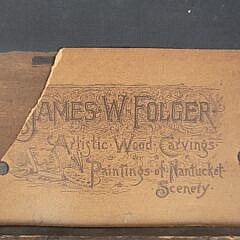 JAMES·W·FOLGER
Artistic·Wood·Carvings·
Paintings·of·Nantucket
Scenery·